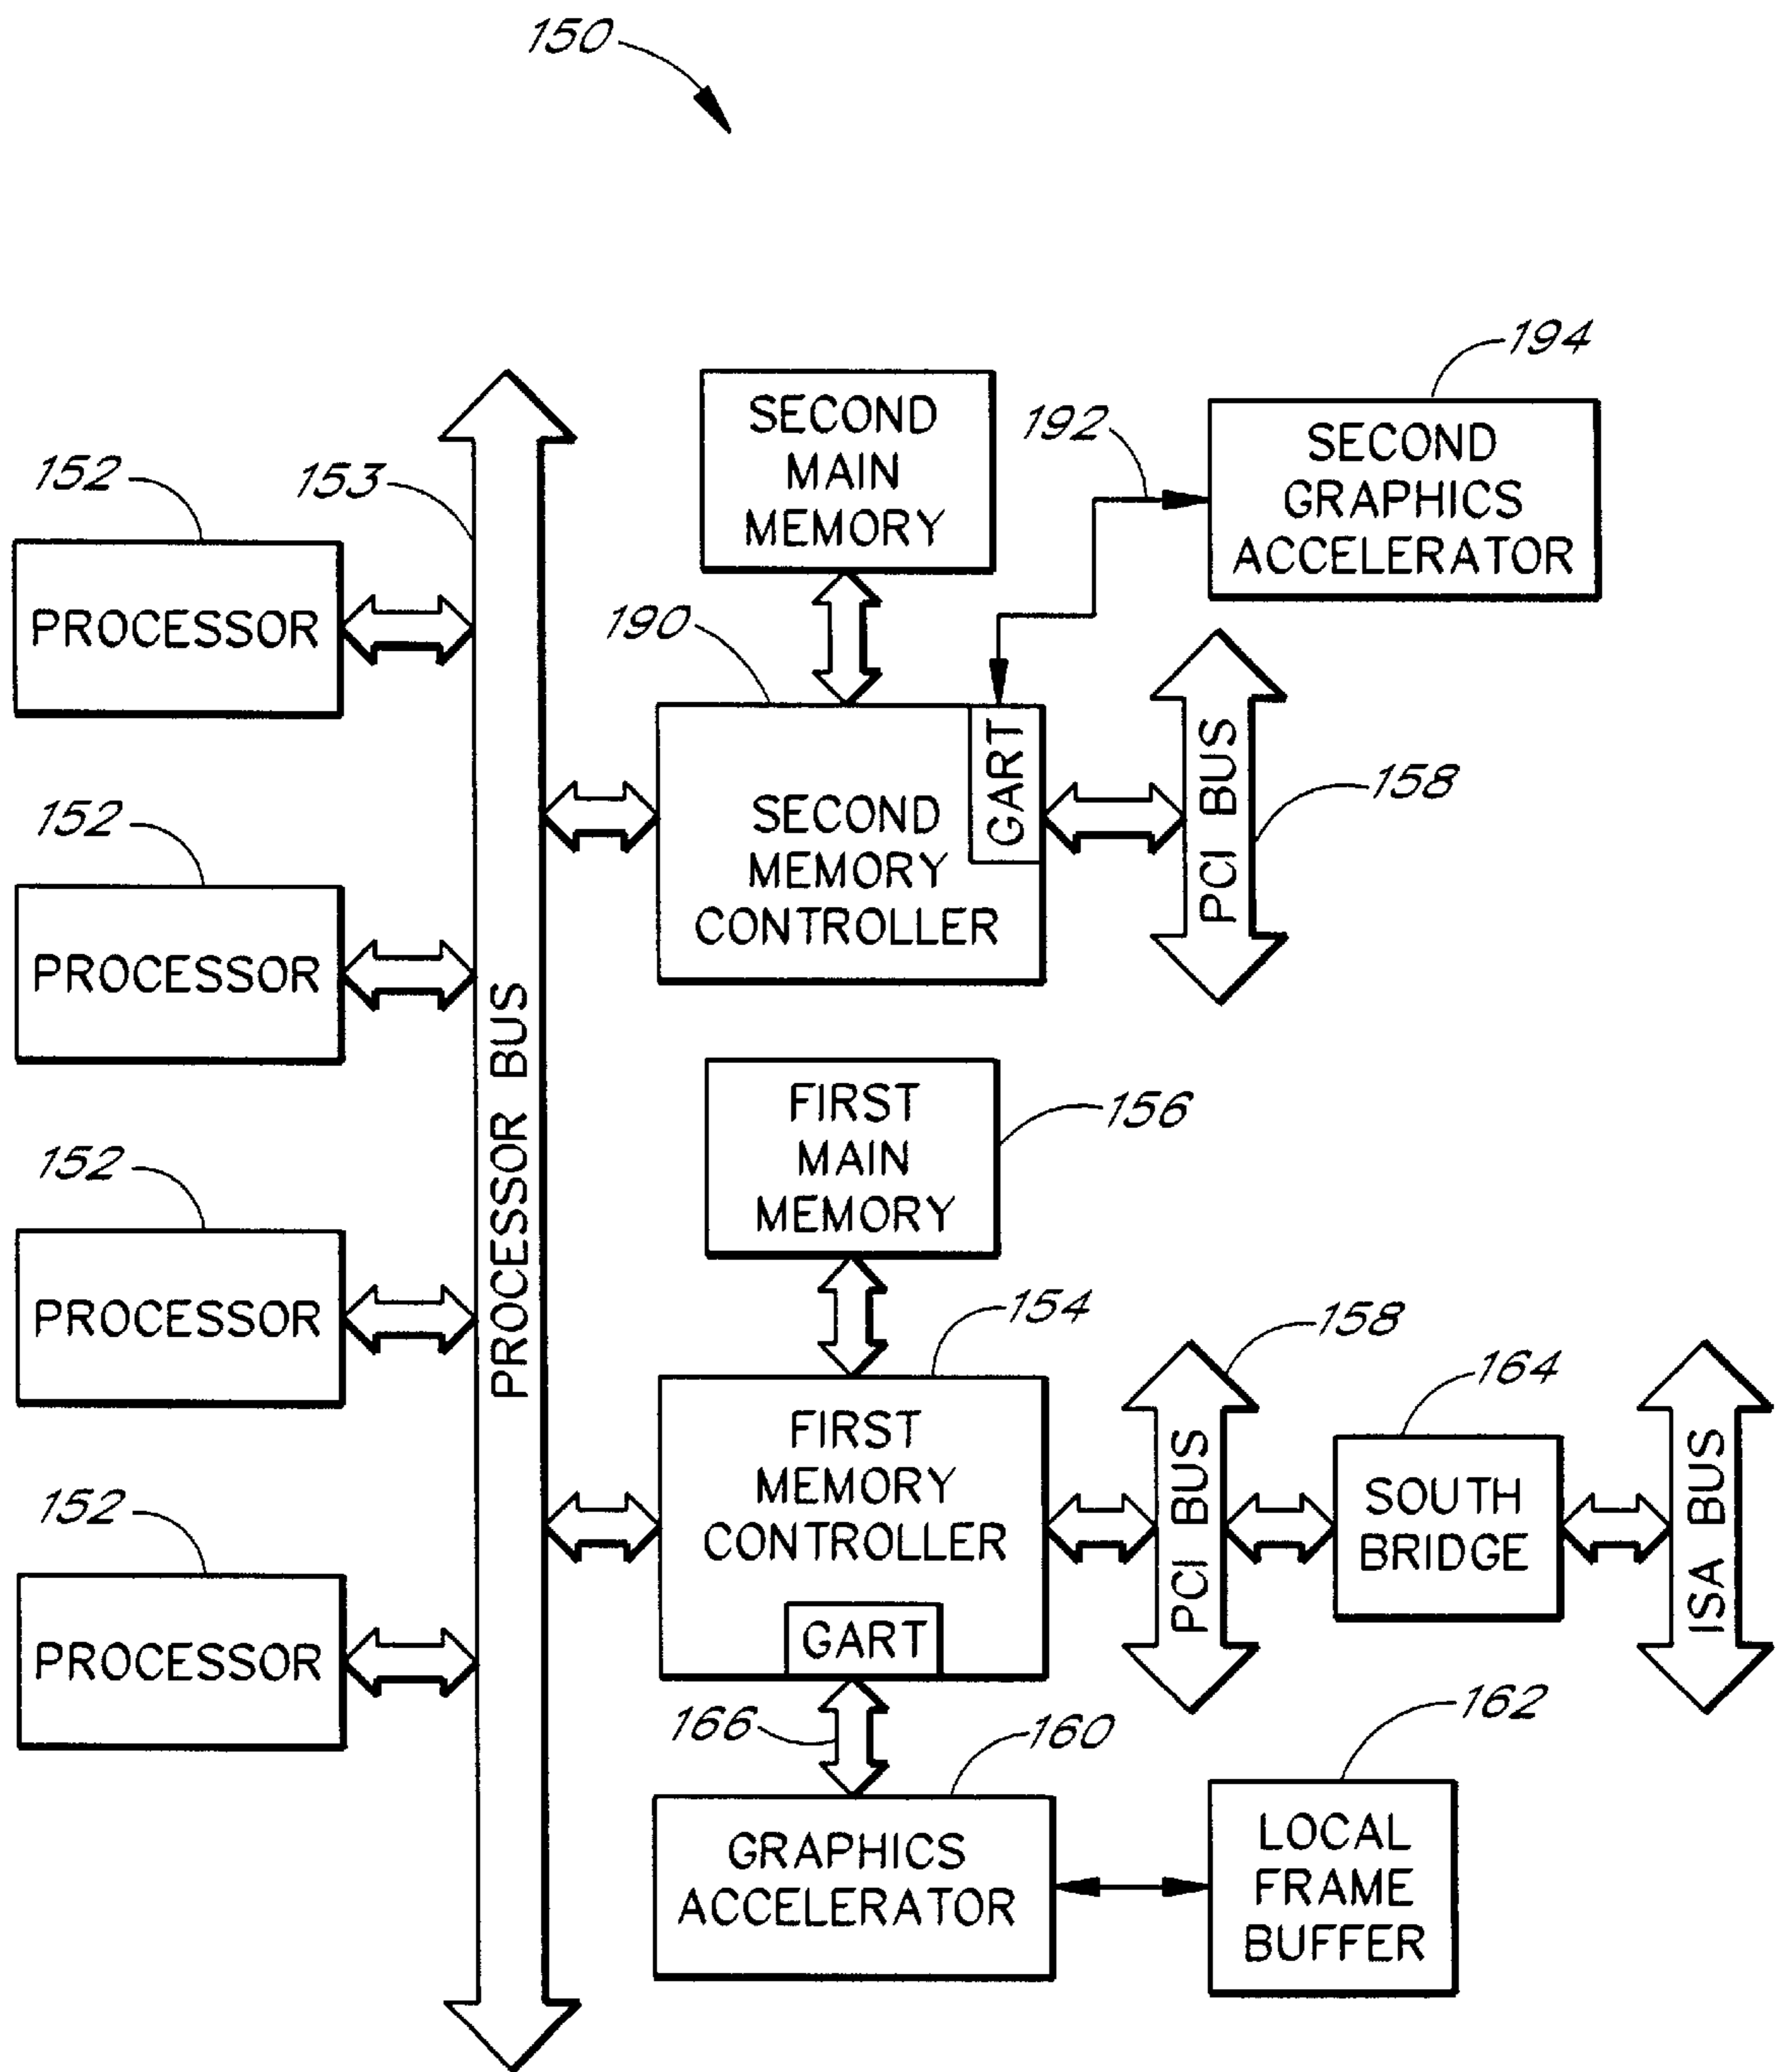 150
194
SECOND
MAIN
MEMORY
192
SECOND
GRAPHICS
ACCELERATOR
152
153
PROCESSOR
190
GART
SECOND
MEMORY
CONTROLLER
PCI BUS
158
152
PROCESSOR
PROCESSOR BUS
FIRST
MAIN
MEMORY
156
152
PROCESSOR
154
158
164
FIRST
MEMORY
CONTROLLER
GART
PCI BUS
SOUTH
BRIDGE
ISA BUS
152
PROCESSOR
166
160
162
GRAPHICS
ACCELERATOR
LOCAL
FRAME
BUFFER